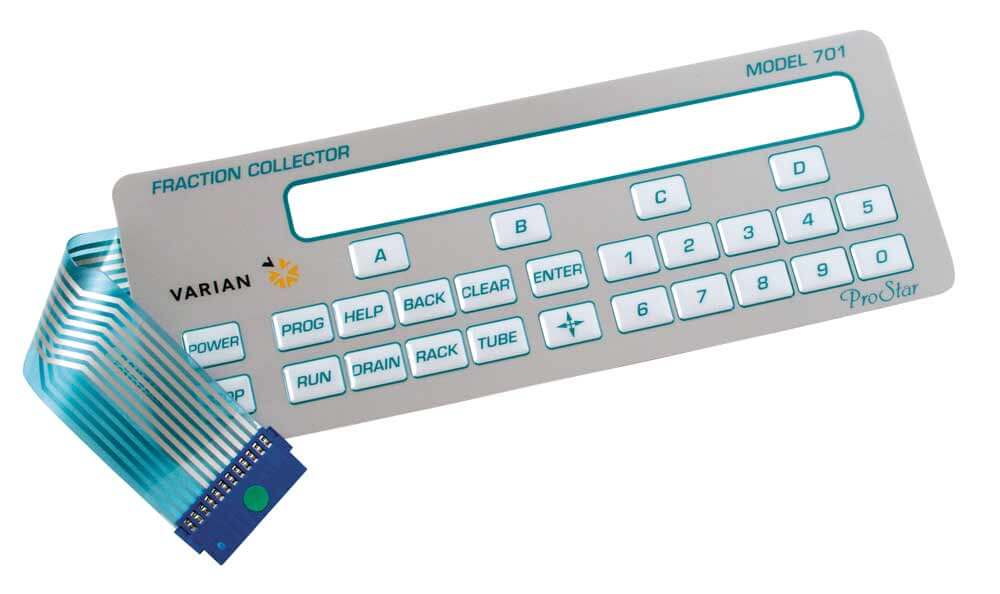 MODEL 701
FRACTION COLLECTOR
A B C D
VARIAN
PROG HELP BACK CLEAR ENTER 1 2 3 4 5
POWER
RUN DRAIN RACK TUBE 6 7 8 9 0
ProStar